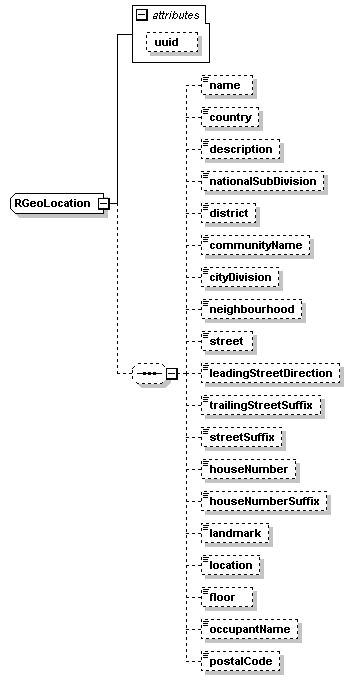 attributes
uuid
RGeoLocation
name
country
description
nationalSubDivision
district
communityName
cityDivision
neighbourhood
street
leadingStreetDirection
trailingStreetSuffix
streetSuffix
houseNumber
houseNumberSuffix
landmark
location
floor
occupantName
postalCode